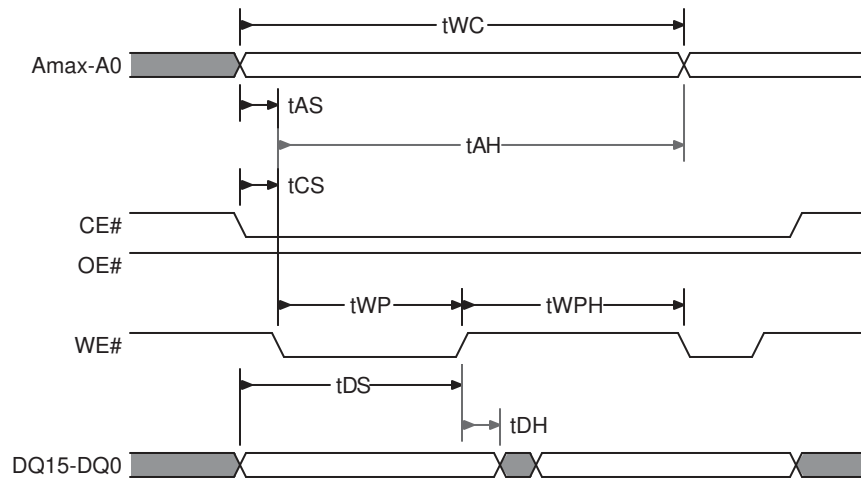 tWC
Amax-A0
tAS
tAH
tCS
CE#
OE#
tWP
tWPH
WE#
tDS
tDH
DQ15-DQ0